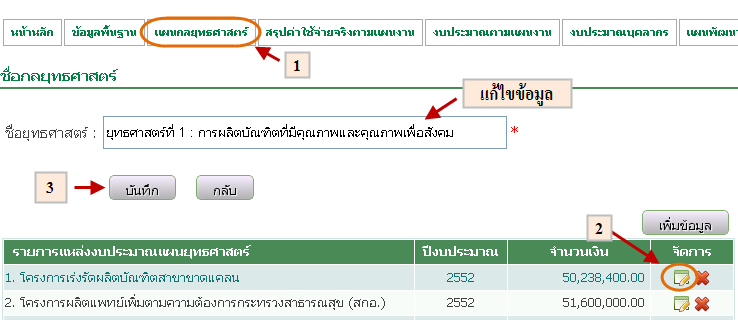 หน้าหลัก ข้อมูลพื้นฐาน แผนกลยุทธศาสตร์ สรุปค่าใช้จ่ายจริงตามแผนงาน งบประมาณตามแผนงาน งบประมาณบุคลากร แผนพัฒนา
1
ชื่อกลยุทธศาสตร์
แก้ไขข้อมูล
ชื่อยุทธศาสตร์ : ยุทธศาสตร์ที่ 1 : การผลิตบัณฑิตที่มีคุณภาพและคุณภาพเพื่อสังคม *
3 บันทึก กลับ
2 เพิ่มข้อมูล
รายการแหล่งงบประมาณแผนยุทธศาสตร์ ปีงบประมาณ จำนวนเงิน จัดการ
1. โครงการเร่งรัดผลิตบัณฑิตสาขาขาดแคลน 2552 50,238,400.00
2. โครงการผลิตแพทย์เพิ่มตามความต้องการกระทรวงสาธารณสุข (สกอ.) 2552 51,600,000.00